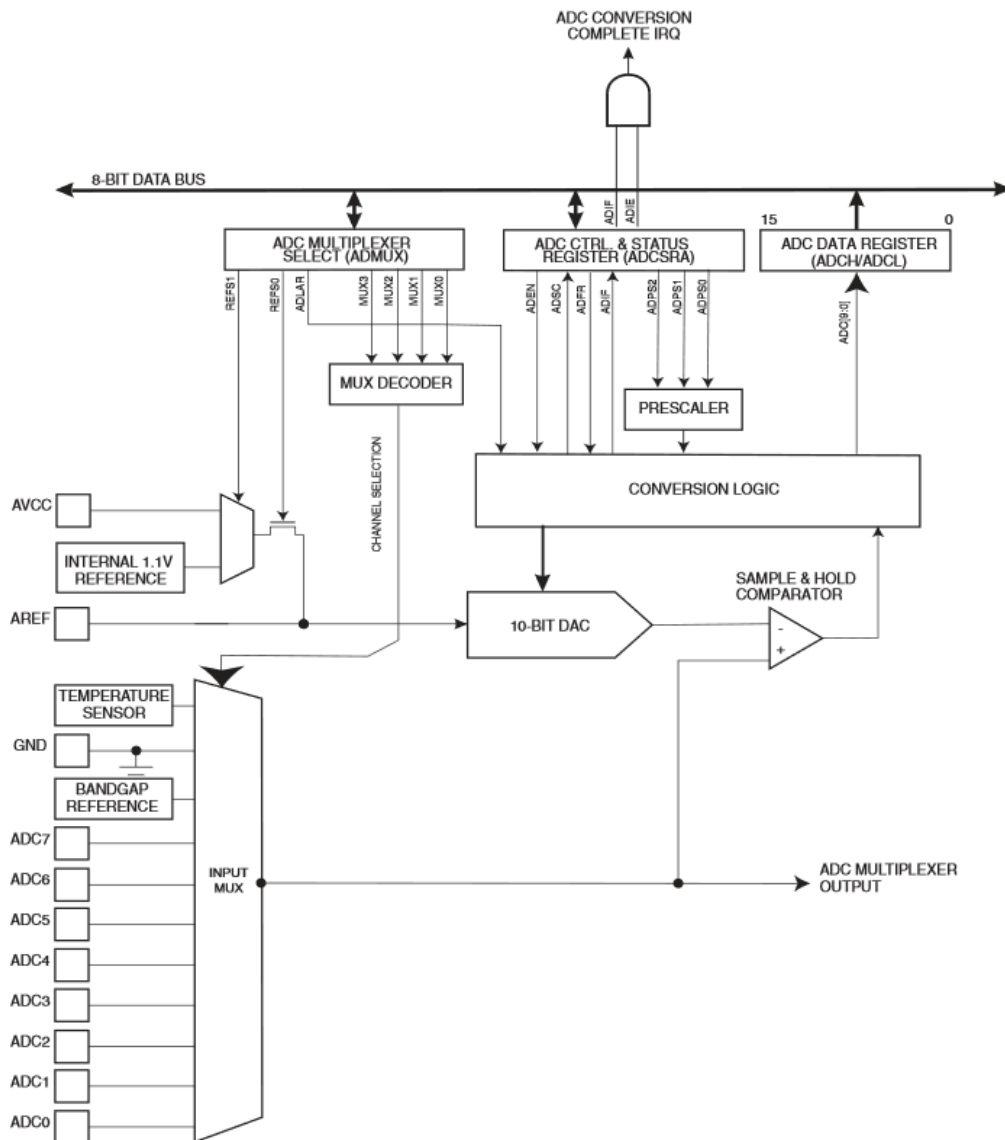 ADC CONVERSION
COMPLETE IRQ
8-BIT DATA BUS
ADIF
ADIE
15
0
ADC MULTIPLEXER
SELECT (ADMUX)
ADC CTRL. & STATUS
REGISTER (ADCSRA)
ADC DATA REGISTER
(ADCH/ADCL)
REFS1
REFS0
ADLAR
MUX3
MUX2
MUX1
MUX0
ADEN
ADSC
ADFR
ADIF
ADPS2
ADPS1
ADPS0
ADC[9:0]
MUX DECODER
PRESCALER
CHANNEL SELECTION
CONVERSION LOGIC
AVCC
INTERNAL 1.1V
REFERENCE
SAMPLE & HOLD
COMPARATOR
AREF
10-BIT DAC
-
+
TEMPERATURE
SENSOR
GND
BANDGAP
REFERENCE
ADC7
ADC6
INPUT
MUX
ADC MULTIPLEXER
OUTPUT
ADC5
ADC4
ADC3
ADC2
ADC1
ADC0